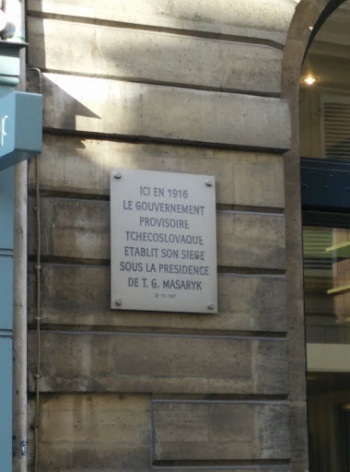 ICI EN 1916
LE GOUVERNEMENT
PROVISOIRE
TCHECOSLOVAQUE
ETABLIT SON SIEGE
SOUS LA PRESIDENCE
DE T. G. MASARYK